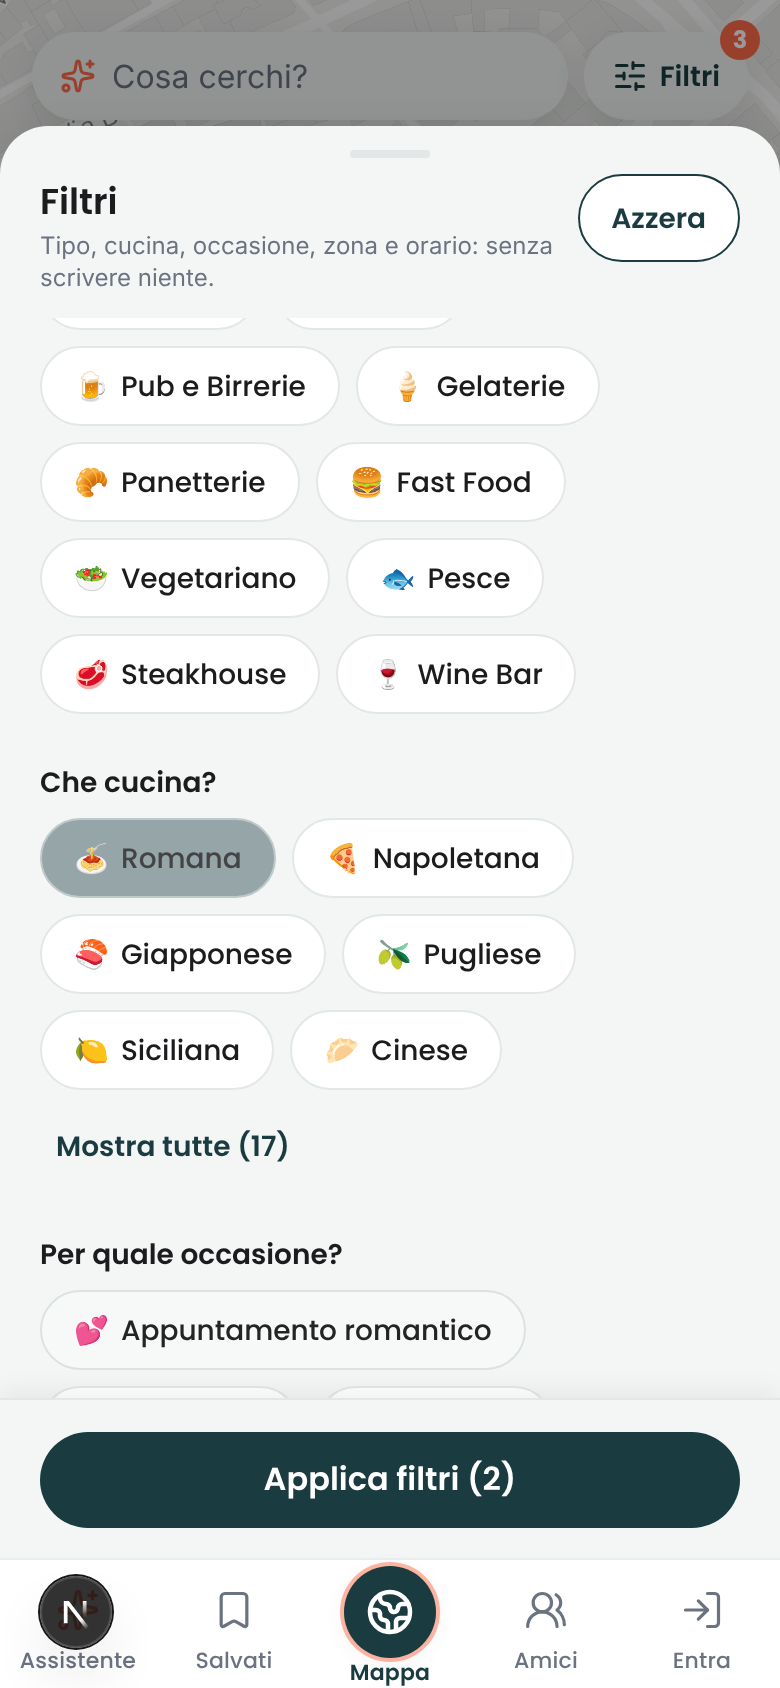 Cosa cerchi?
Filtri
3
Filtri
Azzera
Tipo, cucina, occasione, zona e orario: senza
scrivere niente.
Pub e Birrerie
Gelaterie
Panetterie
Fast Food
Vegetariano
Pesce
Steakhouse
Wine Bar
Che cucina?
Romana
Napoletana
Giapponese
Pugliese
Siciliana
Cinese
Mostra tutte (17)
Per quale occasione?
Appuntamento romantico
Applica filtri (2)
N
Assistente
Salvati
Mappa
Amici
Entra